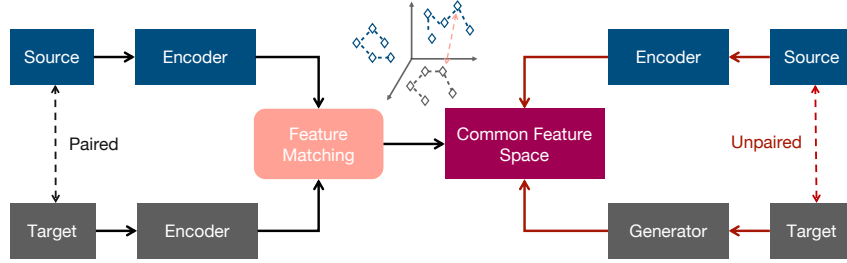 Source
Encoder
Encoder
Source
Paired
Feature
Matching
Common Feature
Space
Unpaired
Target
Encoder
Generator
Target